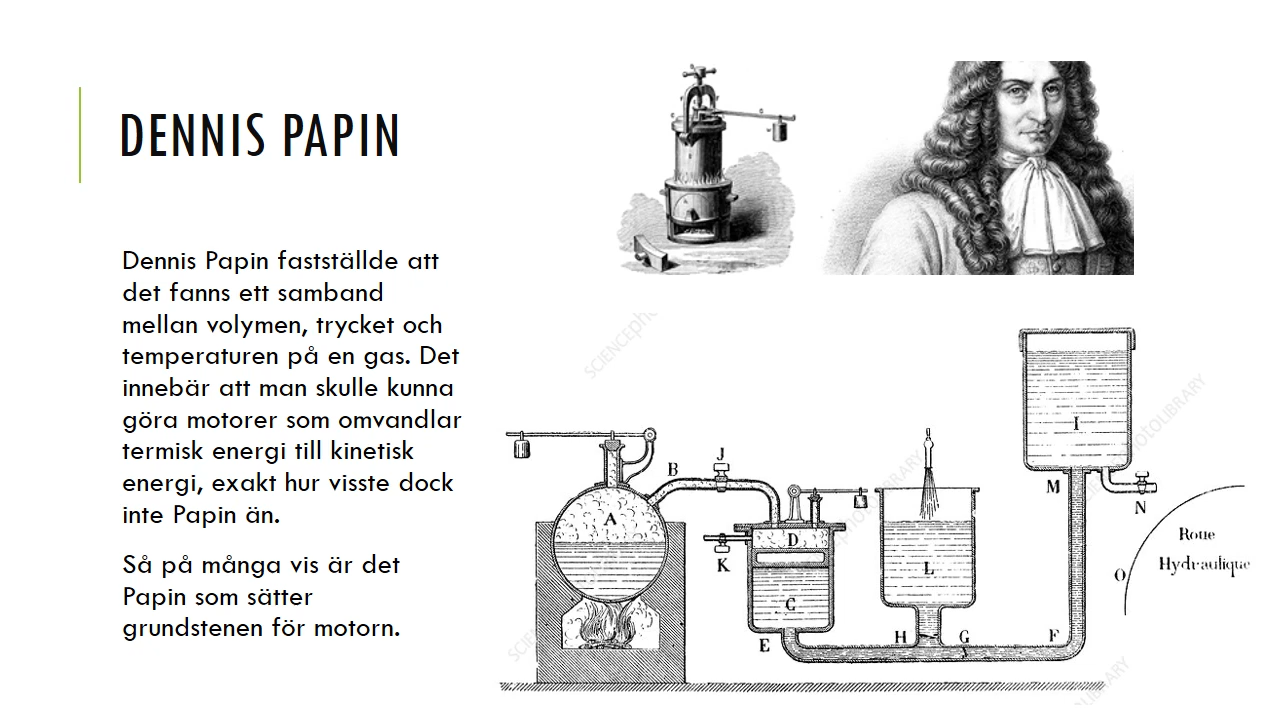 DENNIS PAPIN
Dennis Papin fastställde att
det fanns ett samband
mellan volymen, trycket och
temperaturen på en gas. Det
innebär att man skulle kunna
göra motorer som omvandlar
termisk energi till kinetisk
energi, exakt hur visste dock
inte Papin än.
Så på många vis är det
Papin som sätter
grundstenen för motorn.
A
B
J
K
D
C
E
L
H
G
F
I
M
N
O
Roue
Hydraulique